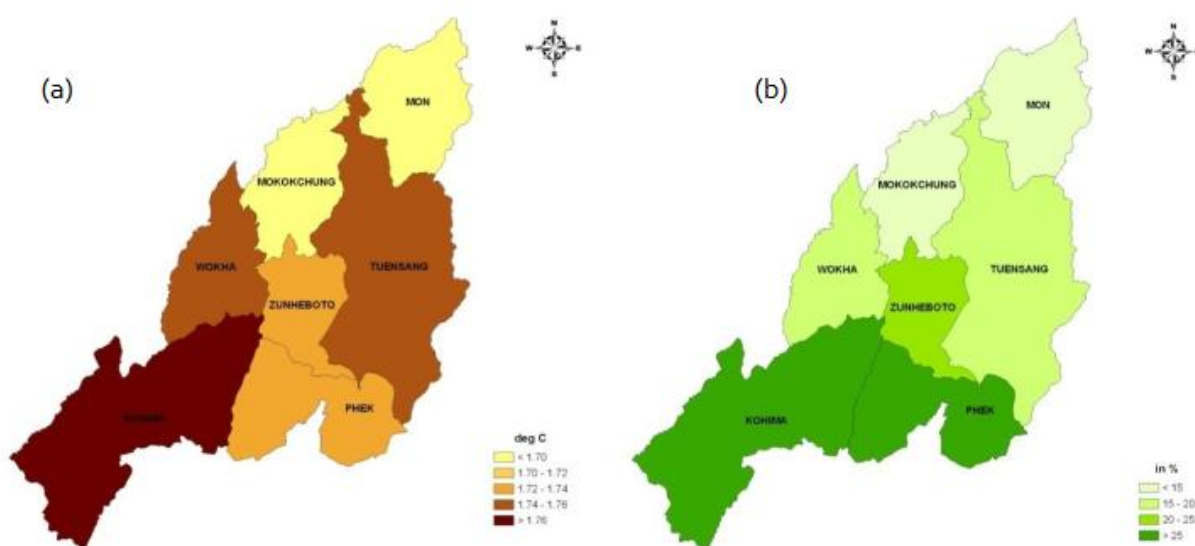 (a)
N
W E
S
MON
MOKOKCHUNG
WOKHA
TUENSANG
ZUNHEBOTO
KOHIMA
PHEK
deg C
< 1.70
1.70 - 1.72
1.72 - 1.74
1.74 - 1.76
> 1.76
(b)
N
W
S
MON
MOKOKCHUNG
WOKHA
TUENSANG
ZUNHEBOTO
KOHIMA
PHEK
in %
< 15
15 - 20
20 - 25
> 25